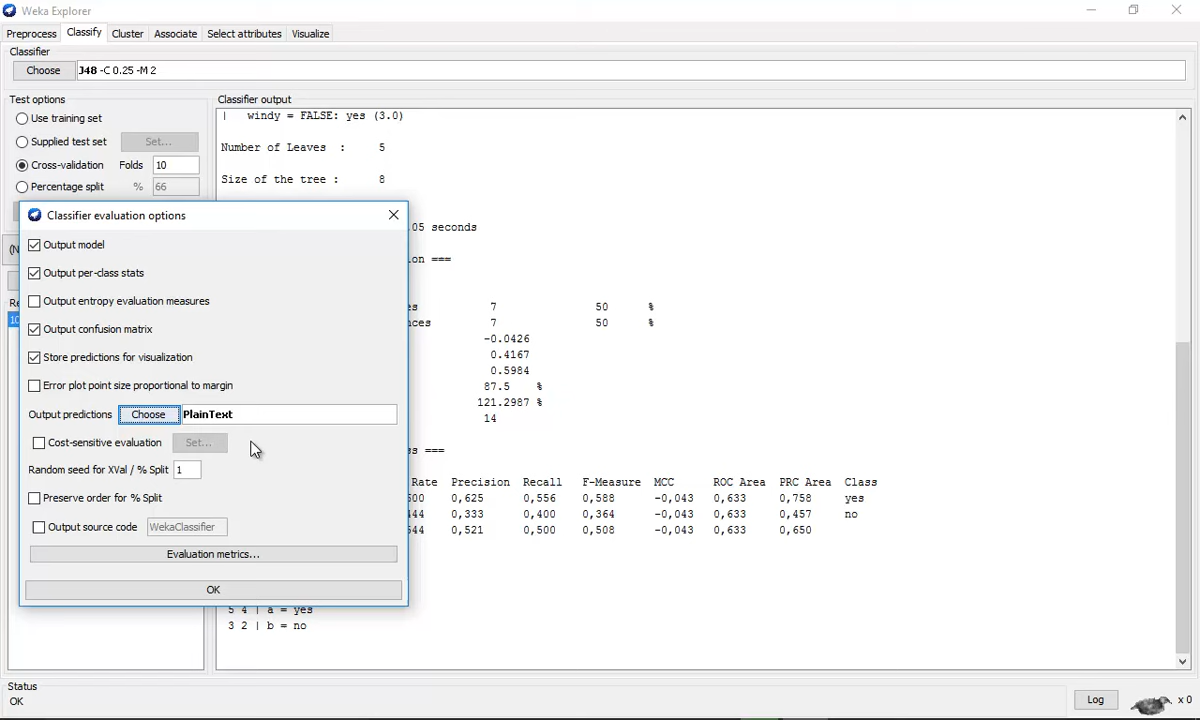 Weka Explorer
Preprocess Classify Cluster Associate Select attributes Visualize
Classifier
Choose J48 -C 0.25 -M 2
Test options
Use training set
Supplied test set Set...
Cross-validation Folds 10
Percentage split % 66
Classifier output
| windy = FALSE: yes (3.0)
Number of Leaves : 5
Size of the tree : 8
05 seconds
===
7 50 %
7 50 %
-0.0426
0.4167
0.5984
87.5 %
121.2987 %
14
===
Rate Precision Recall F-Measure MCC ROC Area PRC Area Class
0,625 0,556 0,588 -0,043 0,633 0,758 yes
0,333 0,400 0,364 -0,043 0,633 0,457 no
0,521 0,500 0,508 -0,043 0,633 0,650
5 4 | a = yes
3 2 | b = no
Classifier evaluation options
Output model
Output per-class stats
Output entropy evaluation measures
Output confusion matrix
Store predictions for visualization
Error plot point size proportional to margin
Output predictions Choose PlainText
Cost-sensitive evaluation Set...
Random seed for XVal / % Split 1
Preserve order for % Split
Output source code WekaClassifier
Evaluation metrics...
OK
Status
OK
Log x 0